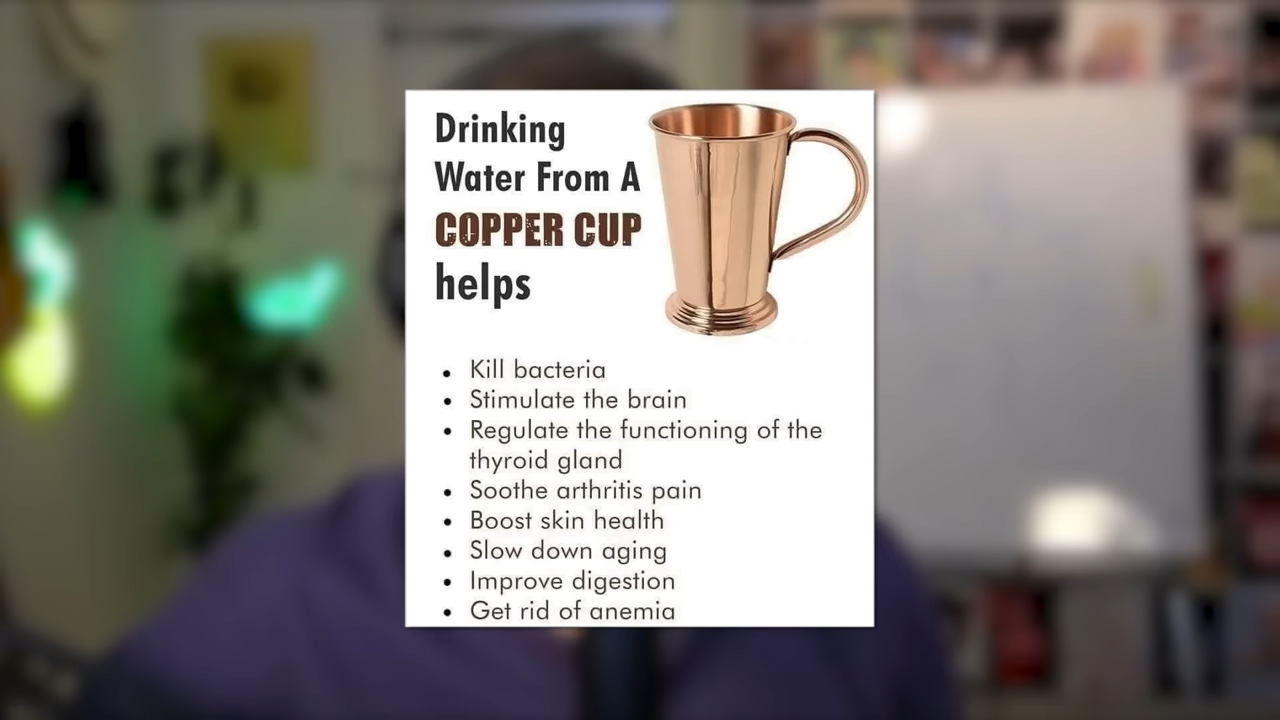 Drinking
Water From A
COPPER CUP
helps
• Kill bacteria
• Stimulate the brain
• Regulate the functioning of the
thyroid gland
• Soothe arthritis pain
• Boost skin health
• Slow down aging
• Improve digestion
• Get rid of anemia